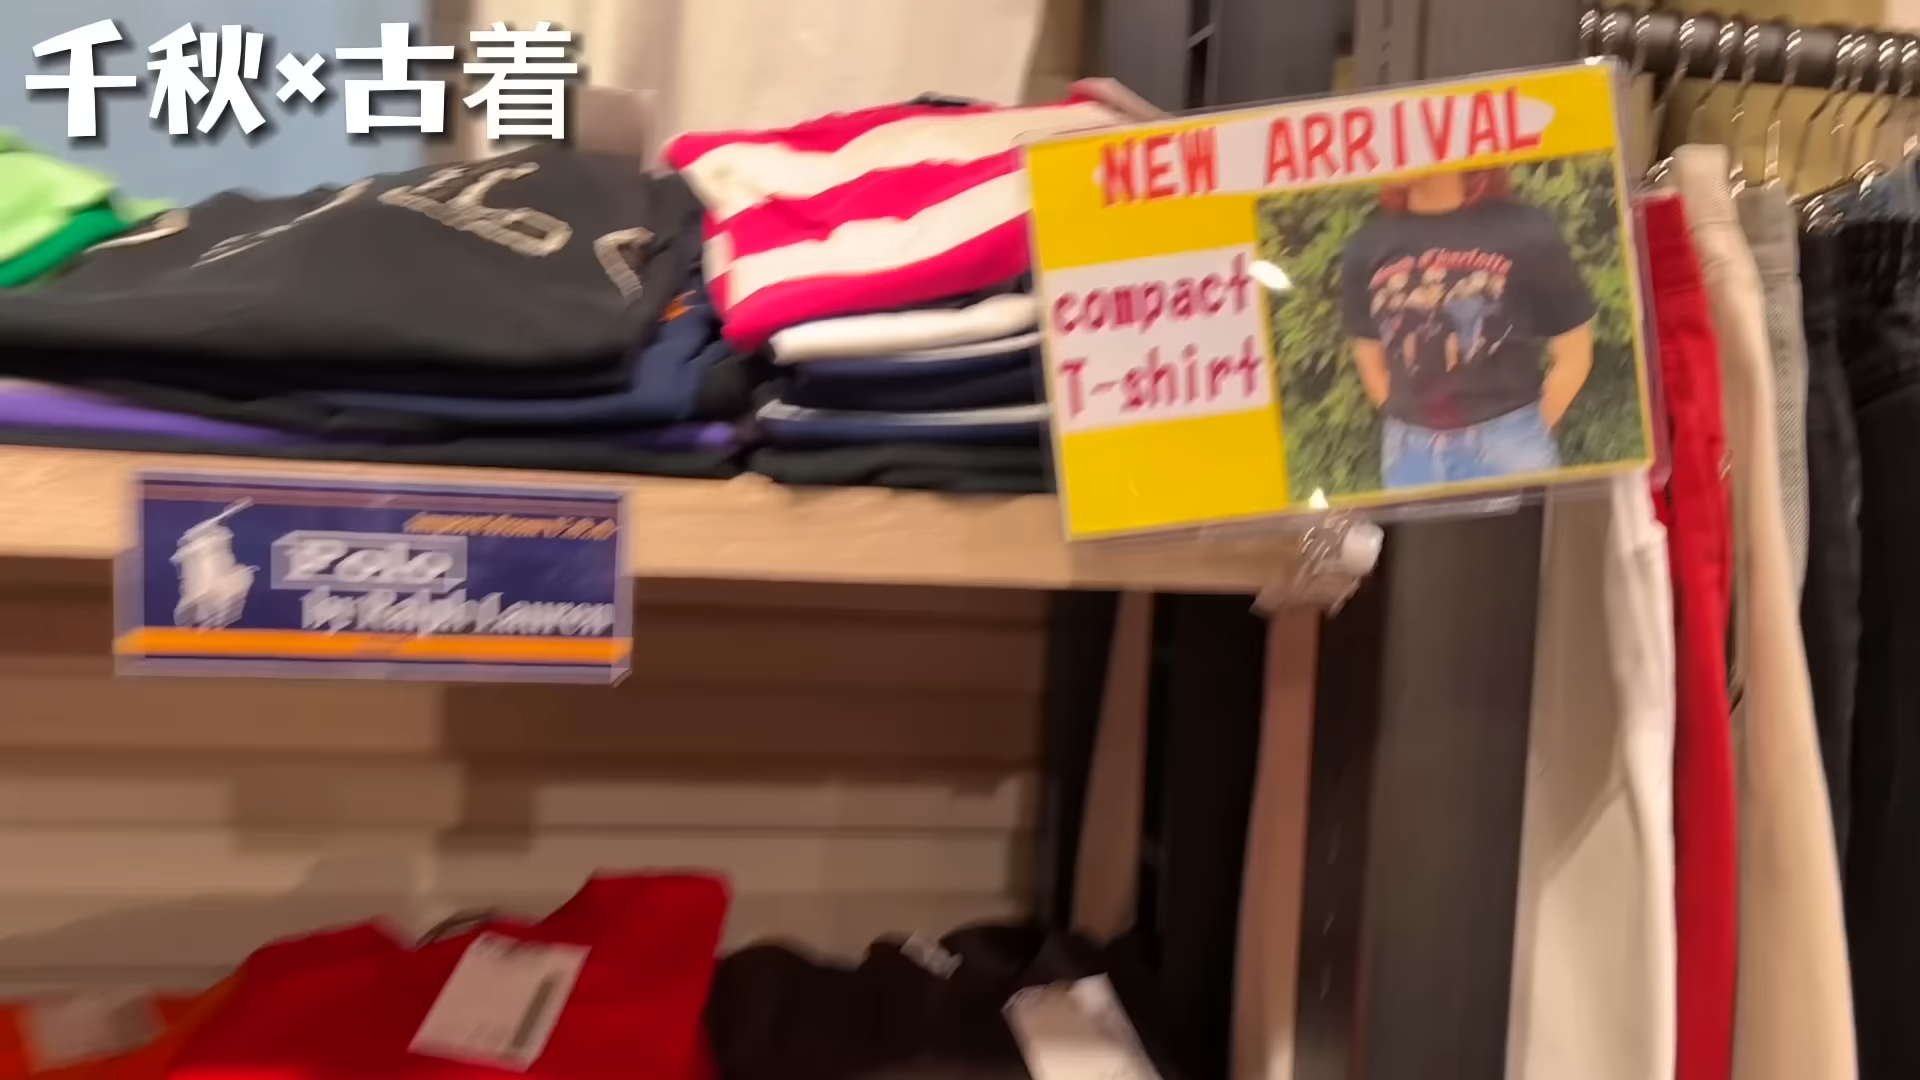 千秋×古着
NEW ARRIVAL
compact
T-shirt
Polo
by Ralph Lauren